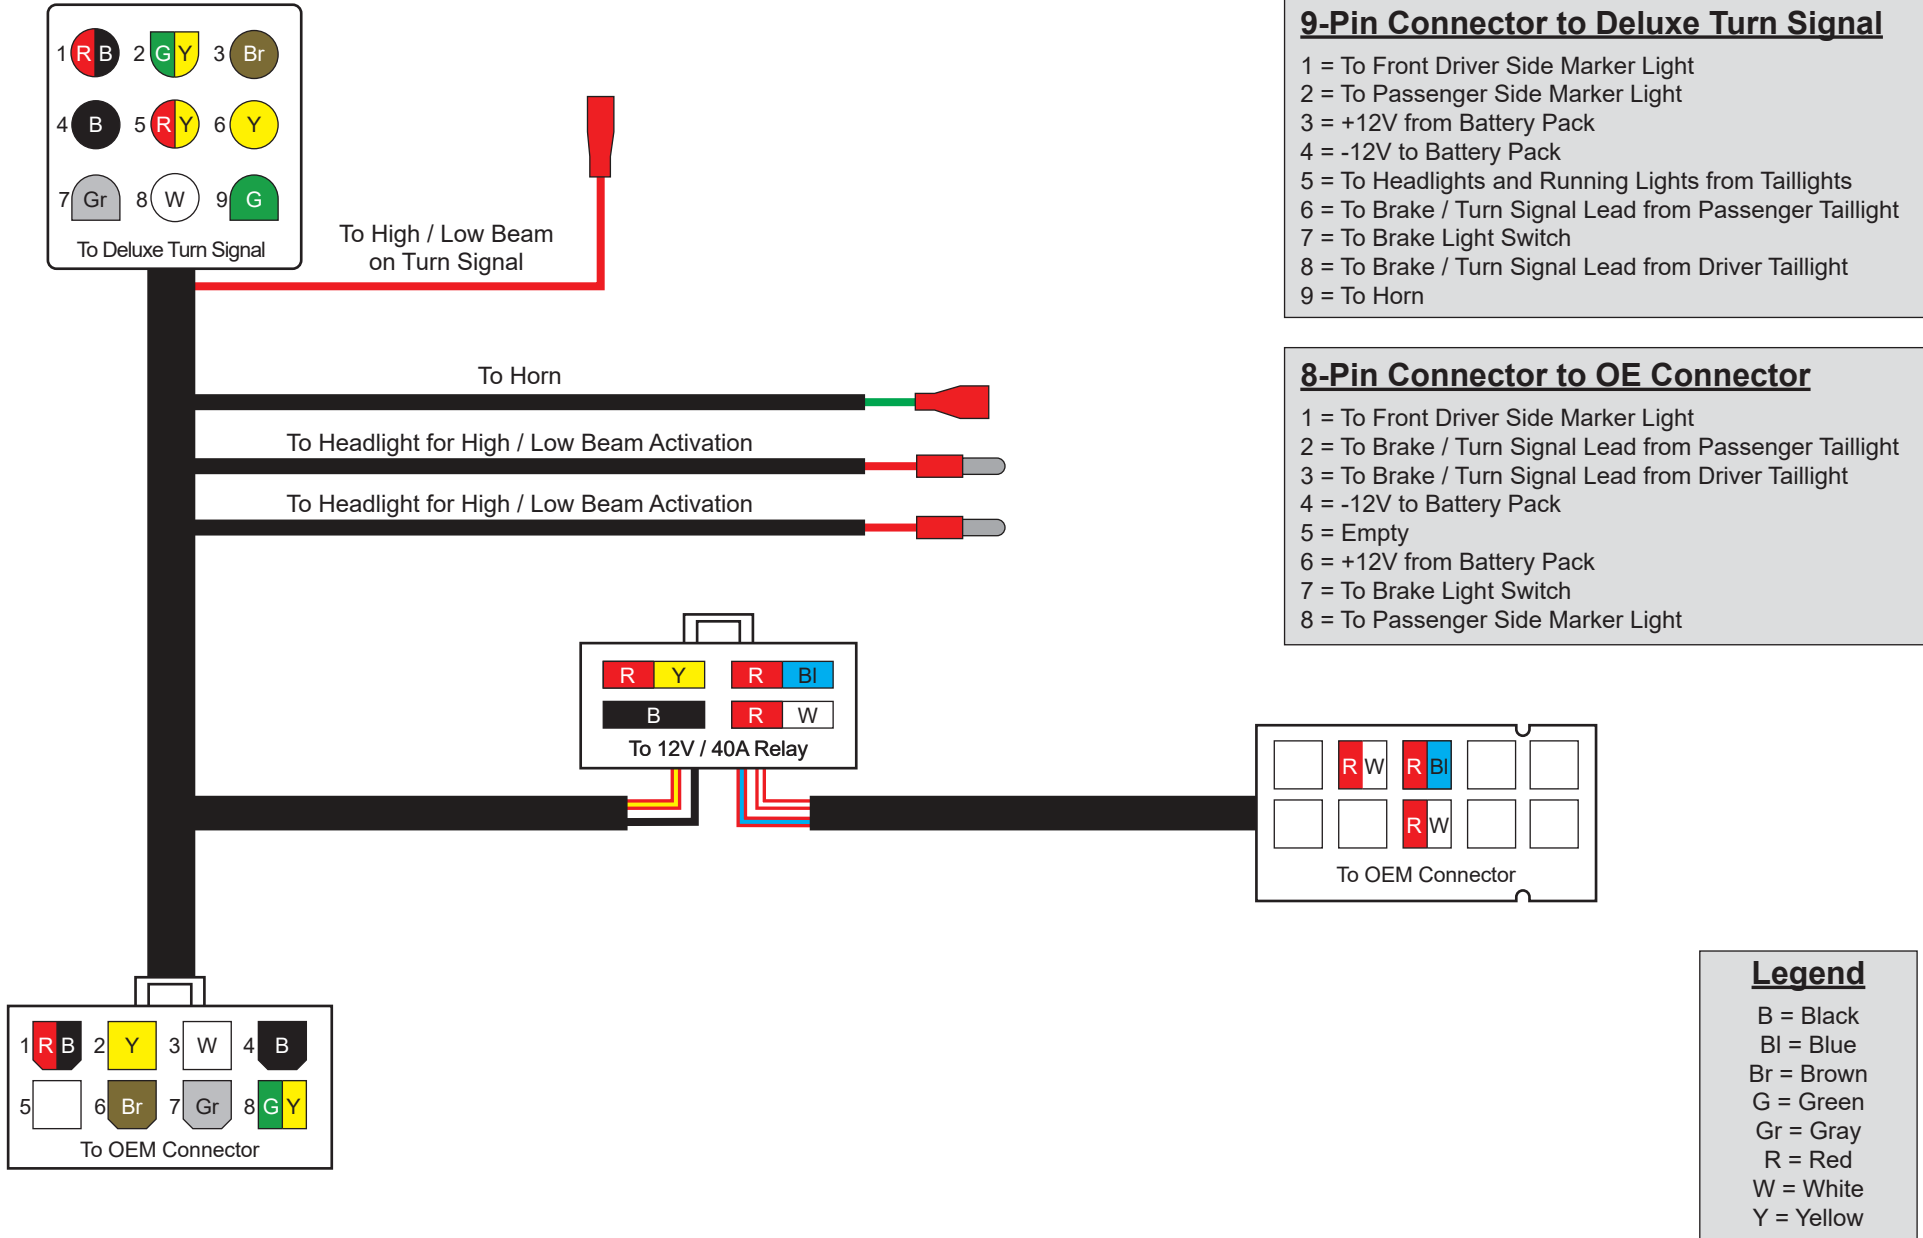 1 R B 2 G Y 3 Br
4 B 5 R Y 6 Y
7 Gr 8 W 9 G
To Deluxe Turn Signal
To High / Low Beam
on Turn Signal
To Horn
To Headlight for High / Low Beam Activation
To Headlight for High / Low Beam Activation
R Y R Bl
B R W
To 12V / 40A Relay
R W R Bl
R W
To OEM Connector
1 R B 2 Y 3 W 4 B
5 6 Br 7 Gr 8 G Y
To OEM Connector
9-Pin Connector to Deluxe Turn Signal
1 = To Front Driver Side Marker Light
2 = To Passenger Side Marker Light
3 = +12V from Battery Pack
4 = -12V to Battery Pack
5 = To Headlights and Running Lights from Taillights
6 = To Brake / Turn Signal Lead from Passenger Taillight
7 = To Brake Light Switch
8 = To Brake / Turn Signal Lead from Driver Taillight
9 = To Horn
8-Pin Connector to OE Connector
1 = To Front Driver Side Marker Light
2 = To Brake / Turn Signal Lead from Passenger Taillight
3 = To Brake / Turn Signal Lead from Driver Taillight
4 = -12V to Battery Pack
5 = Empty
6 = +12V from Battery Pack
7 = To Brake Light Switch
8 = To Passenger Side Marker Light
Legend
B = Black
Bl = Blue
Br = Brown
G = Green
Gr = Gray
R = Red
W = White
Y = Yellow